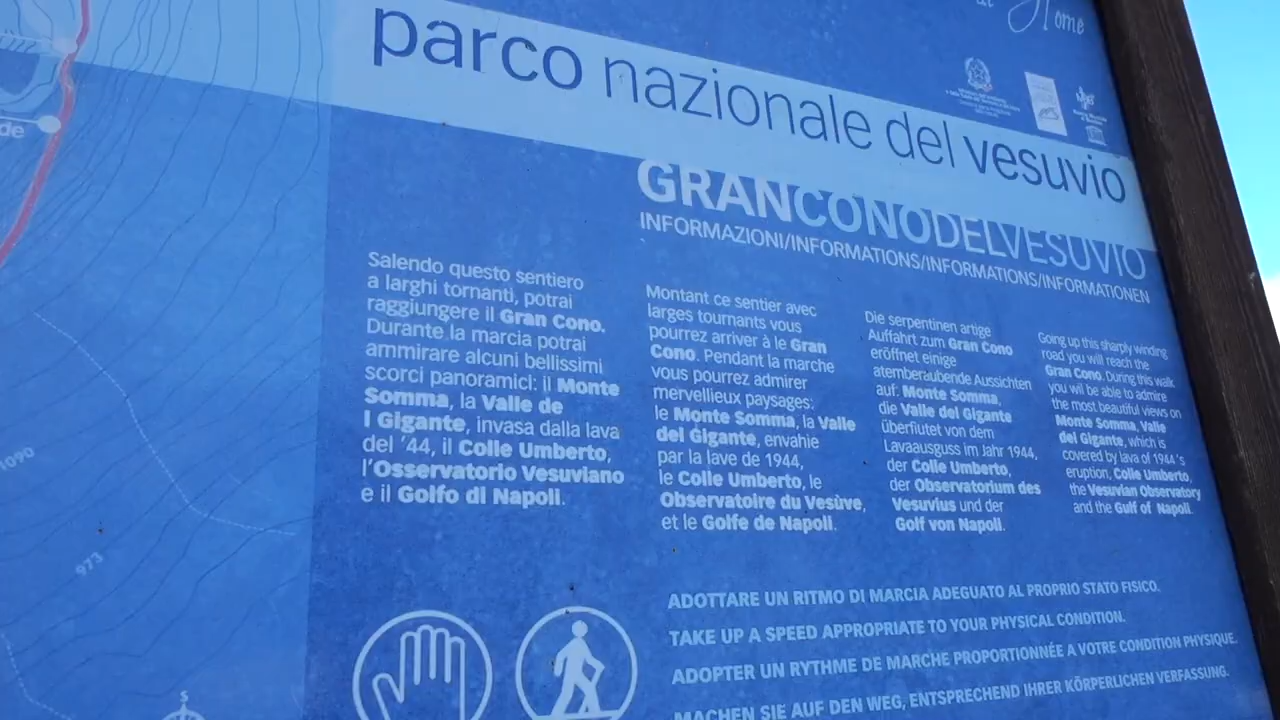 Home
parco nazionale del vesuvio
GRANCONODELVESUVIO
INFORMAZIONI/INFORMATIONS/INFORMATIONS/INFORMATIONEN
Salendo questo sentiero
a larghi tornanti, potrai
raggiungere il Gran Cono.
Durante la marcia potrai
ammirare alcuni bellissimi
scorci panoramici: il Monte
Somma, la Valle de
l Gigante, invasa dalla lava
del '44, il Colle Umberto,
l'Osservatorio Vesuviano
e il Golfo di Napoli.
Montant ce sentier avec
larges tournants vous
pourrez arriver à le Gran
Cono. Pendant la marche
vous pourrez admirer
mervellieux paysages:
le Monte Somma, la Valle
del Gigante, envahie
par la lave de 1944,
le Colle Umberto, le
Observatoire du Vesùve,
et le Golfe de Napoli.
Die serpentinen artige
Auffahrt zum Gran Cono
eröffnet einige
atemberaubende Aussichten
auf: Monte Somma,
die Valle del Gigante
überflutet von dem
Lavaausguss im Jahr 1944,
der Colle Umberto,
der Observatorium des
Vesuvius und der
Golf von Napoli.
Going up this sharply winding
road you will reach the
Gran Cono. During this walk
you will be able to admire
the most beautiful views on
Monte Somma, Valle
del Gigante, which is
covered by lava of 1944's
eruption, Colle Umberto,
the Vesuvian Observatory
and the Gulf of Napoli.
ADOTTARE UN RITMO DI MARCIA ADEGUATO AL PROPRIO STATO FISICO.
TAKE UP A SPEED APPROPRIATE TO YOUR PHYSICAL CONDITION.
ADOPTER UN RYTHME DE MARCHE PROPORTIONNÉE A VOTRE CONDITION PHYSIQUE.
MACHEN SIE AUF DEN WEG, ENTSPRECHEND IHRER KÖRPERLICHEN VERFASSUNG.
de
1090
973
S